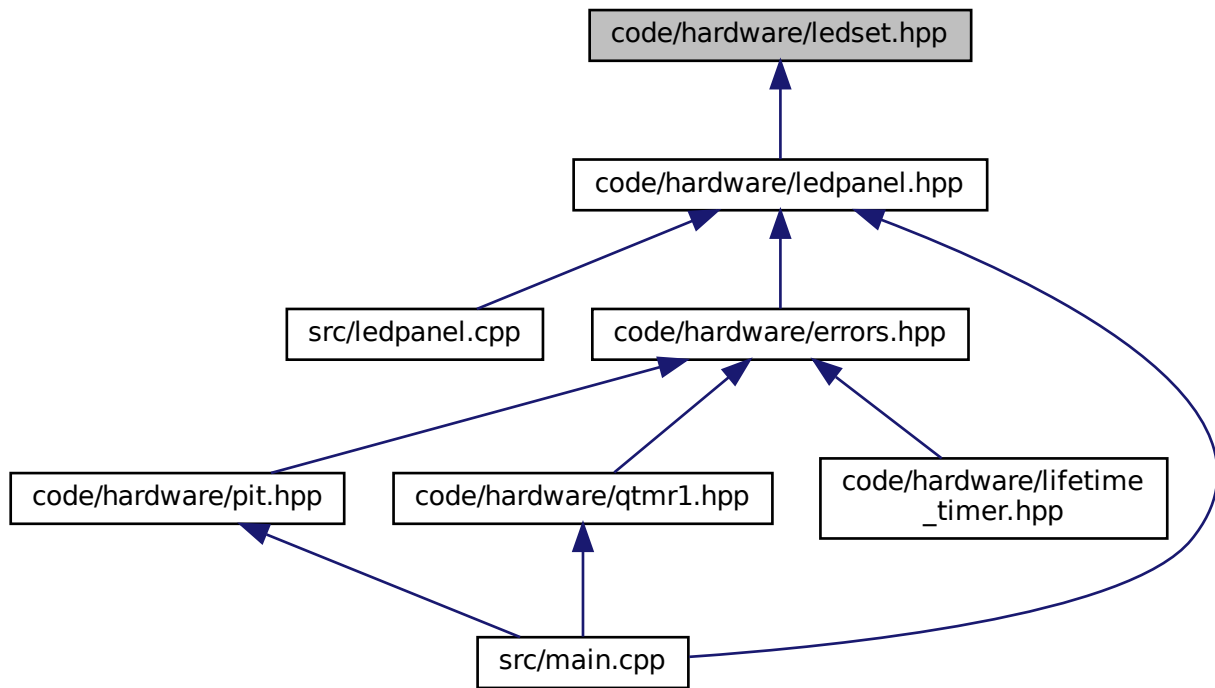 code/hardware/ledset.hpp
code/hardware/ledpanel.hpp
src/ledpanel.cpp
code/hardware/errors.hpp
code/hardware/pit.hpp
code/hardware/qtmr1.hpp
code/hardware/lifetime
_timer.hpp
src/main.cpp